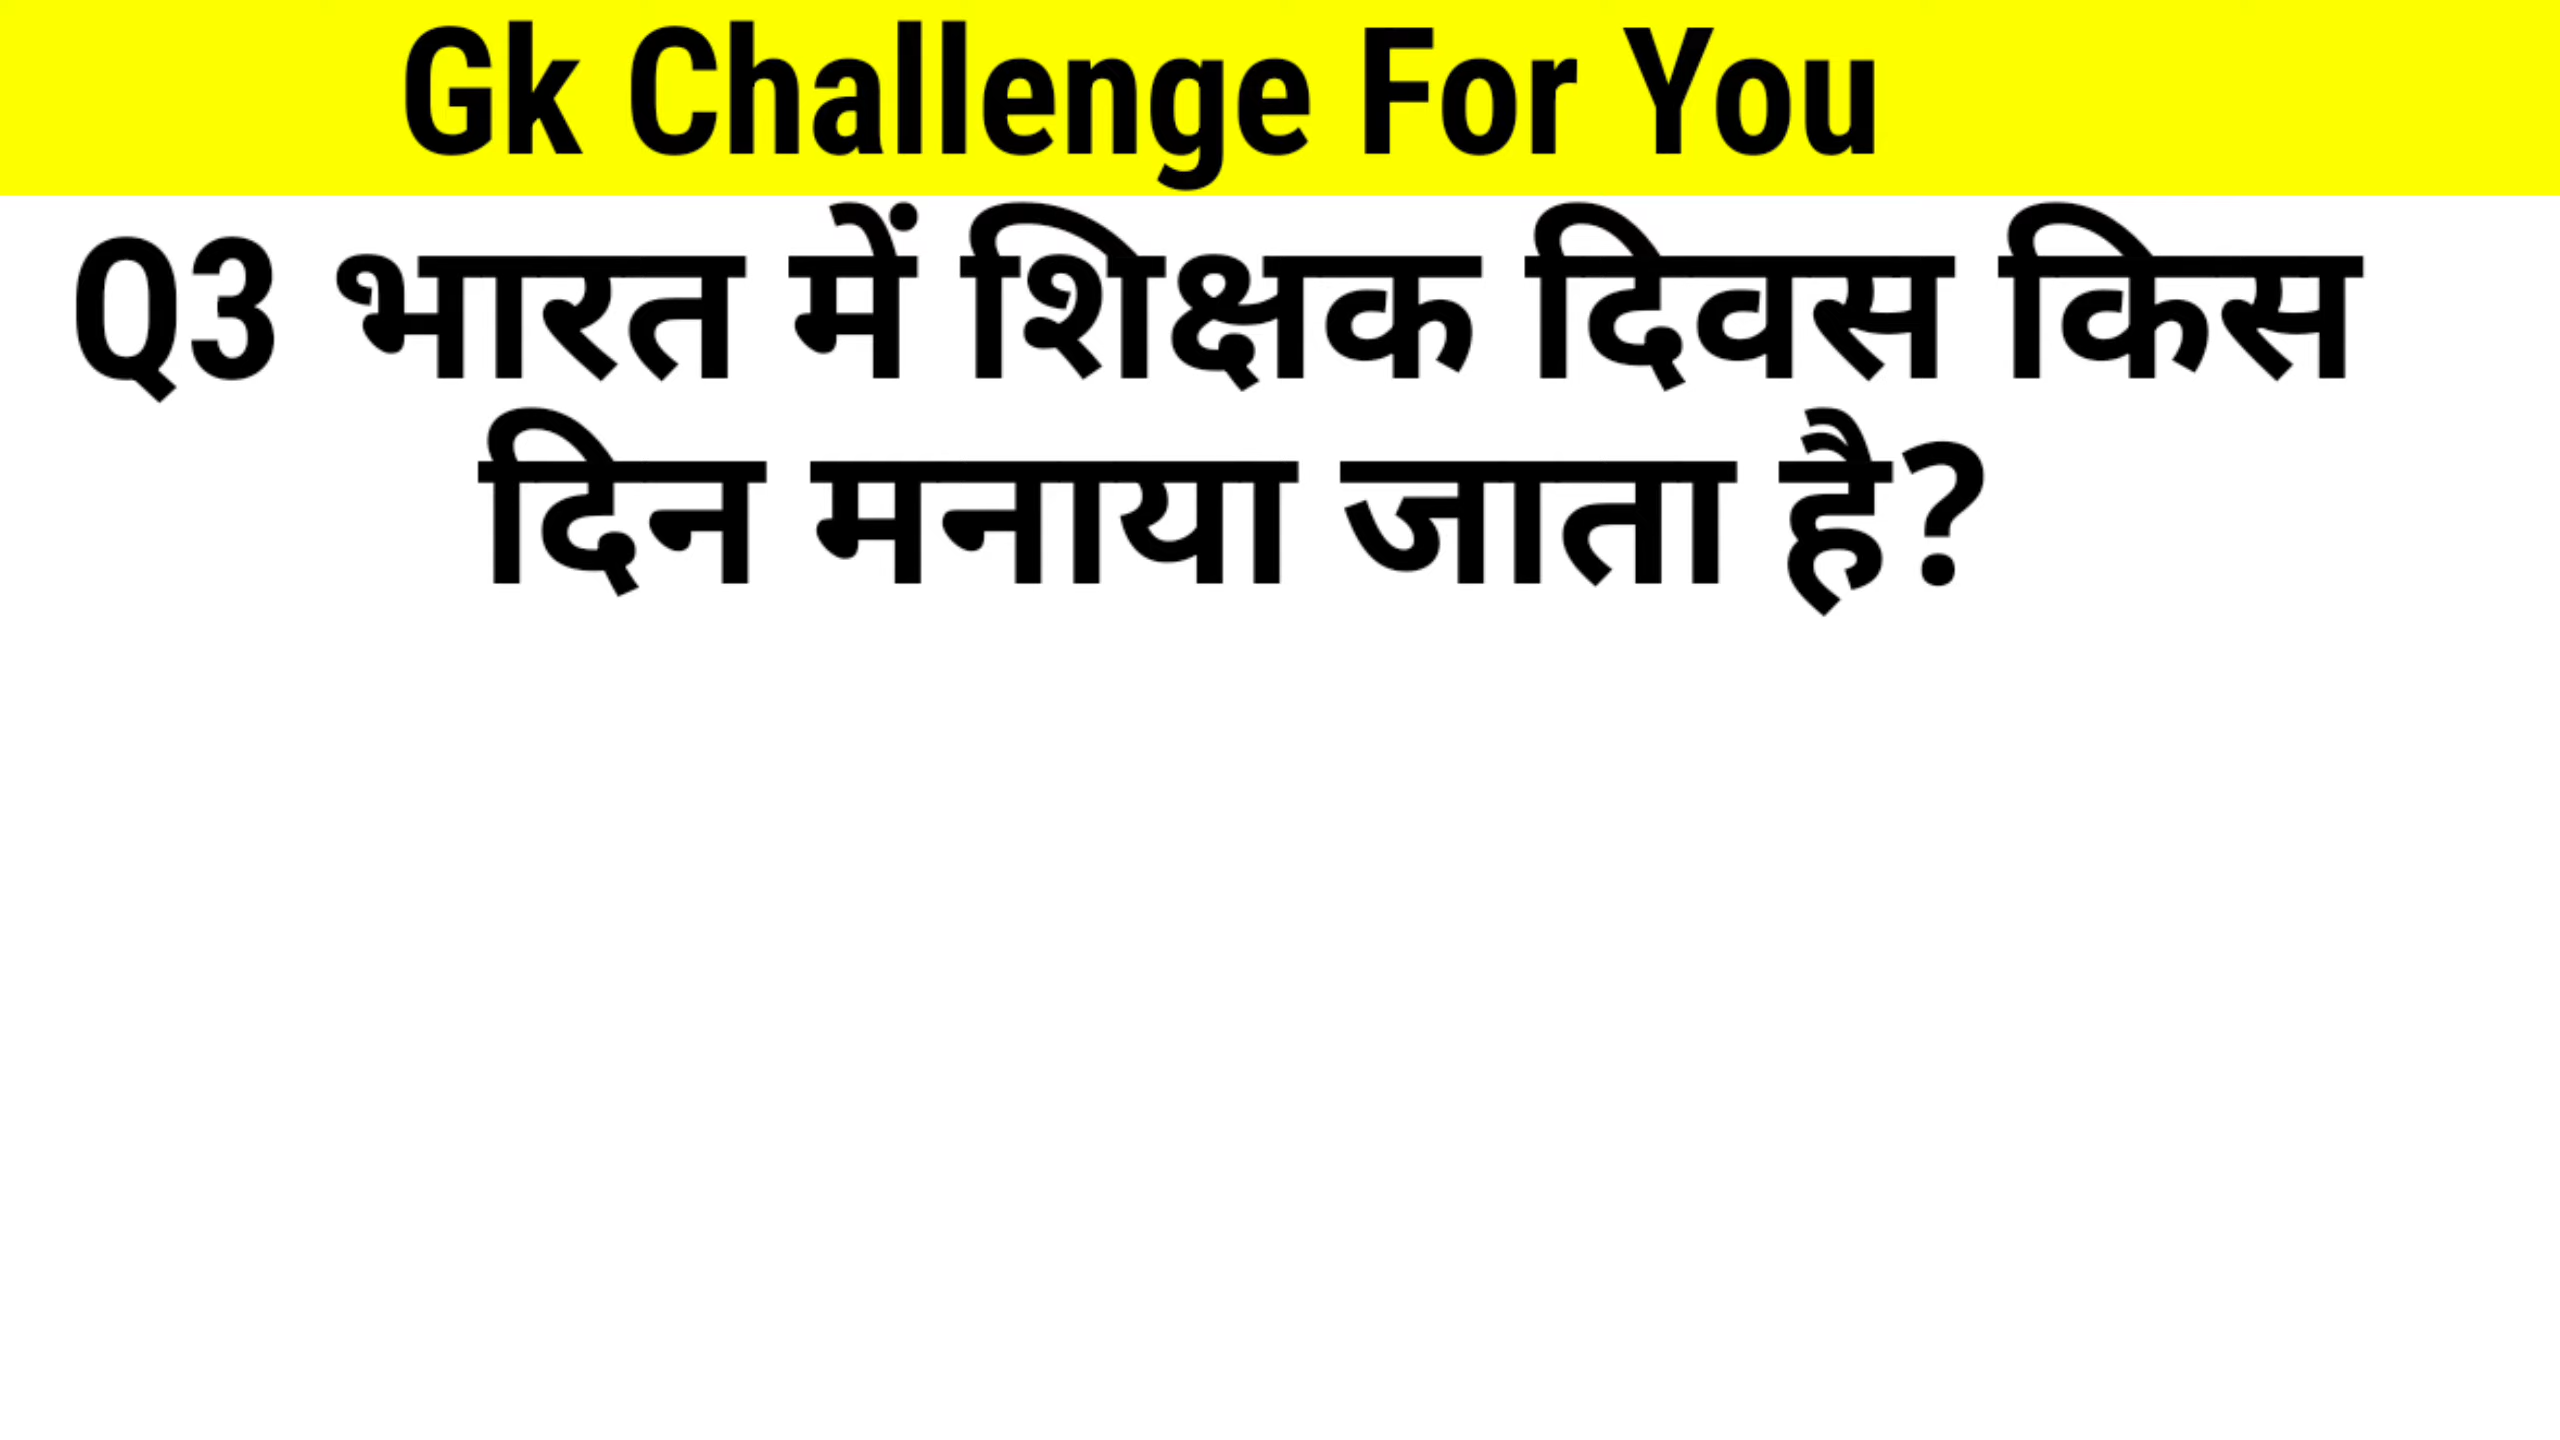 Gk Challenge For You
Q3 भारत में शिक्षक दिवस किस
दिन मनाया जाता है?